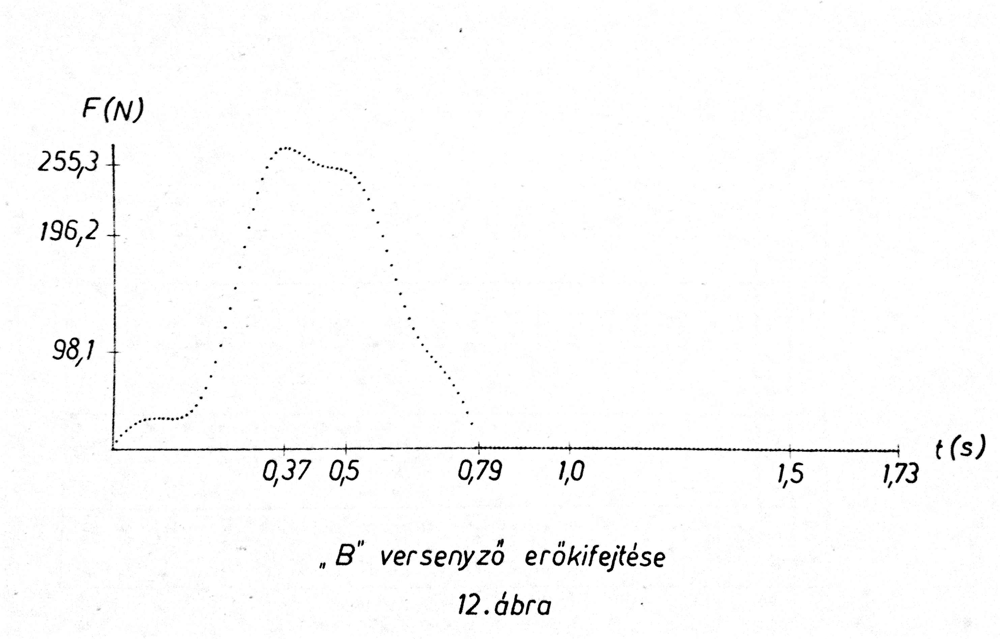 F(N)
255,3
196,2
98,1
0,37 0,5 0,79 1,0 1,5 1,73 t(s)
„B" versenyző erőkifejtése
12. ábra